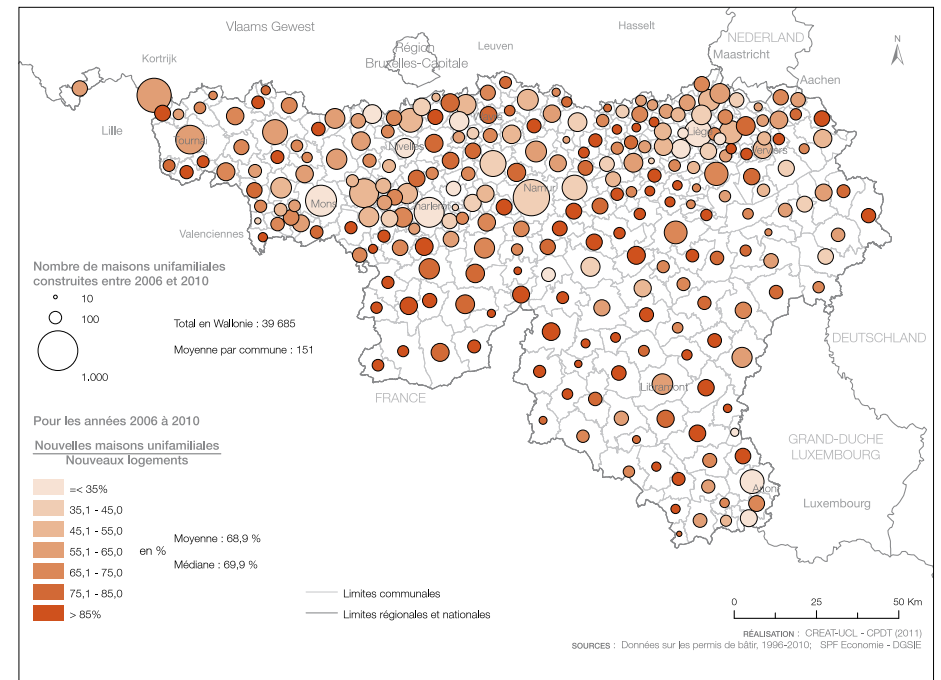 Vlaams Gewest
Hasselt
Kortrijk
Région
Bruxelles-Capitale
Leuven
NEDERLAND
Maastricht
N
Aachen
Lille
Tournai
Nivelles
Liège
Verviers
Mons
Charleroi
Namur
Valenciennes
Nombre de maisons unifamiliales
construites entre 2006 et 2010
10
100
1.000
Total en Wallonie : 39 685
Moyenne par commune : 151
DEUTSCHLAND
FRANCE
Libramont
GRAND-DUCHE
LUXEMBOURG
Arlon
Luxembourg
Pour les années 2006 à 2010
Nouvelles maisons unifamiliales
Nouveaux logements
=< 35%
35,1 - 45,0
45,1 - 55,0
55,1 - 65,0
65,1 - 75,0
75,1 - 85,0
> 85%
en %
Moyenne : 68,9 %
Médiane : 69,9 %
Limites communales
Limites régionales et nationales
0 25 50 Km
RÉALISATION : CREAT-UCL - CPDT (2011)
SOURCES : Données sur les permis de bâtir, 1996-2010; SPF Economie - DGSIE